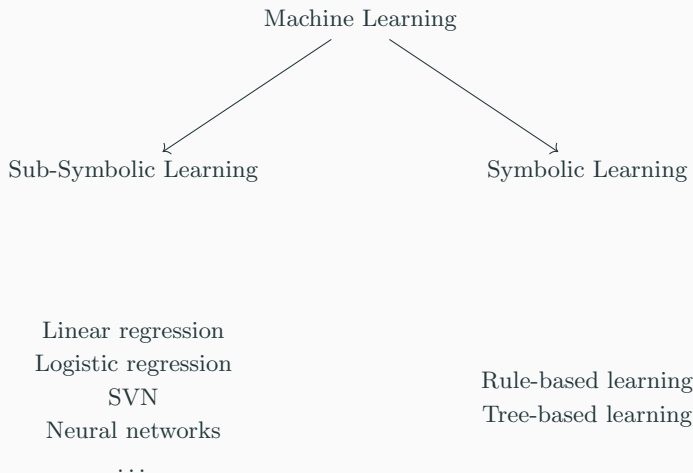 Machine Learning
Sub-Symbolic Learning
Symbolic Learning
Linear regression
Logistic regression
SVN
Neural networks
...
Rule-based learning
Tree-based learning